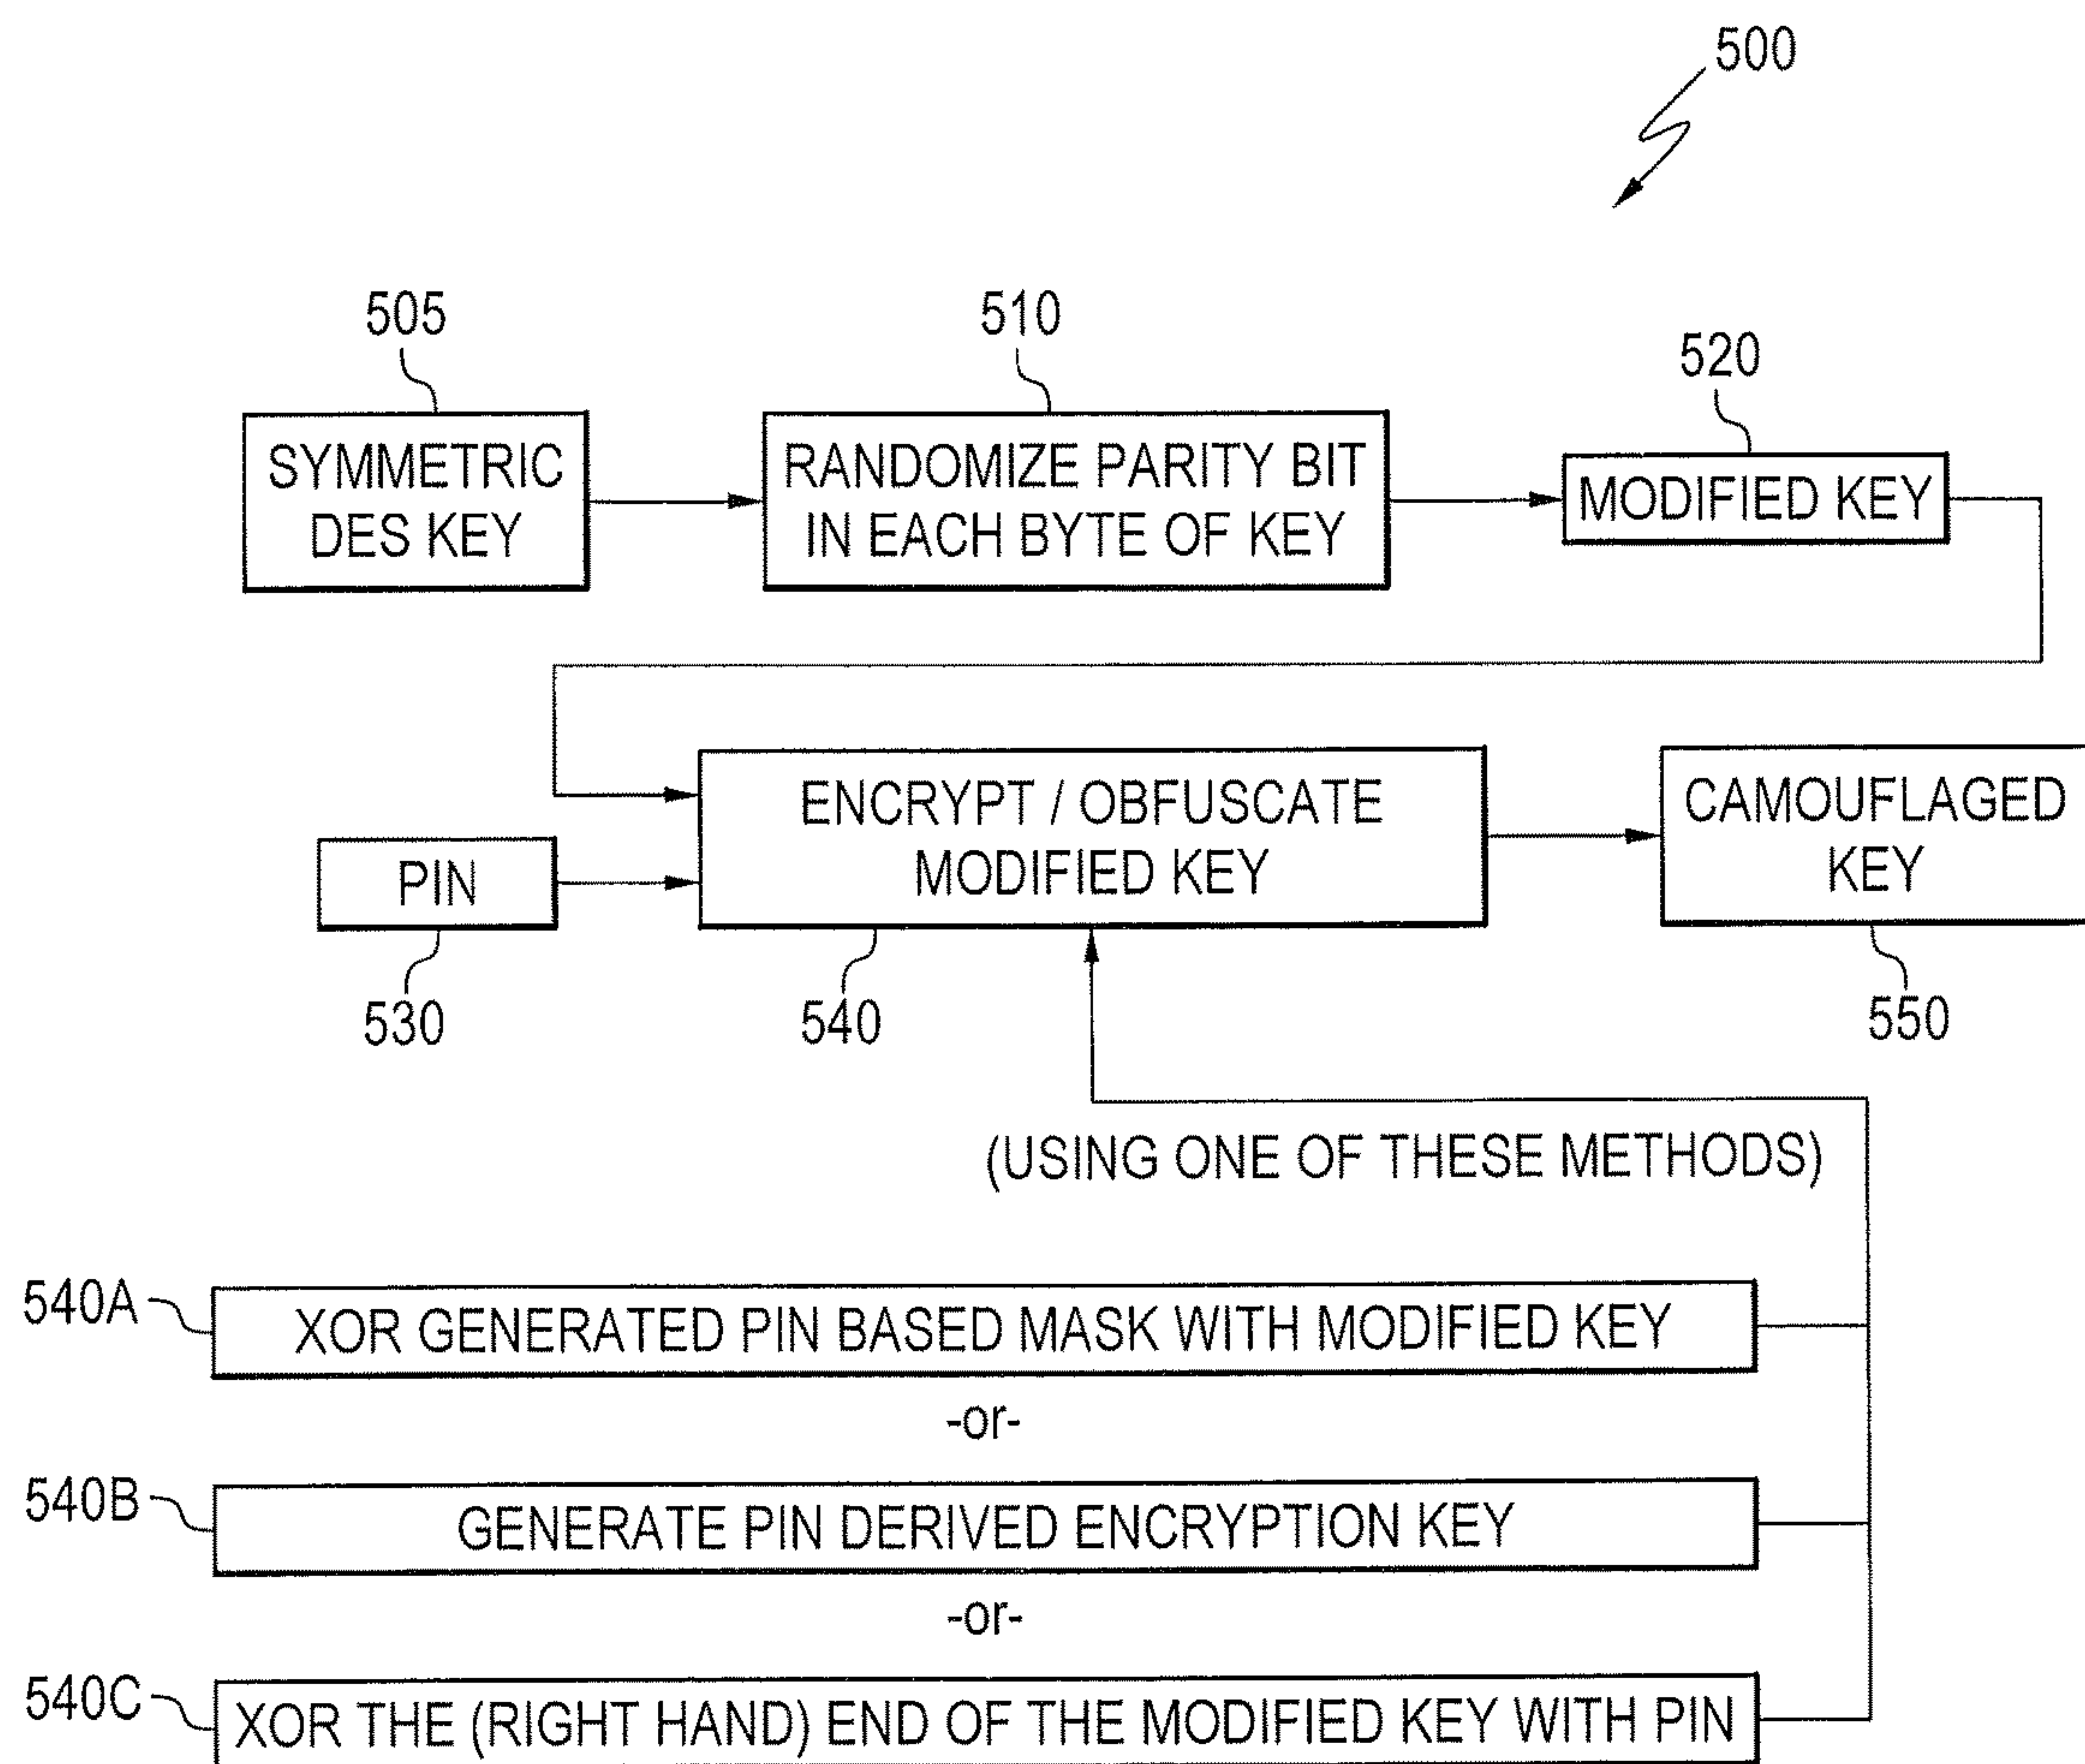 500
505
510
520
SYMMETRIC
DES KEY
RANDOMIZE PARITY BIT
IN EACH BYTE OF KEY
MODIFIED KEY
ENCRYPT / OBFUSCATE
MODIFIED KEY
CAMOUFLAGED
KEY
PIN
530
540
550
(USING ONE OF THESE METHODS)
540A
XOR GENERATED PIN BASED MASK WITH MODIFIED KEY
-or-
540B
GENERATE PIN DERIVED ENCRYPTION KEY
-or-
540C
XOR THE (RIGHT HAND) END OF THE MODIFIED KEY WITH PIN